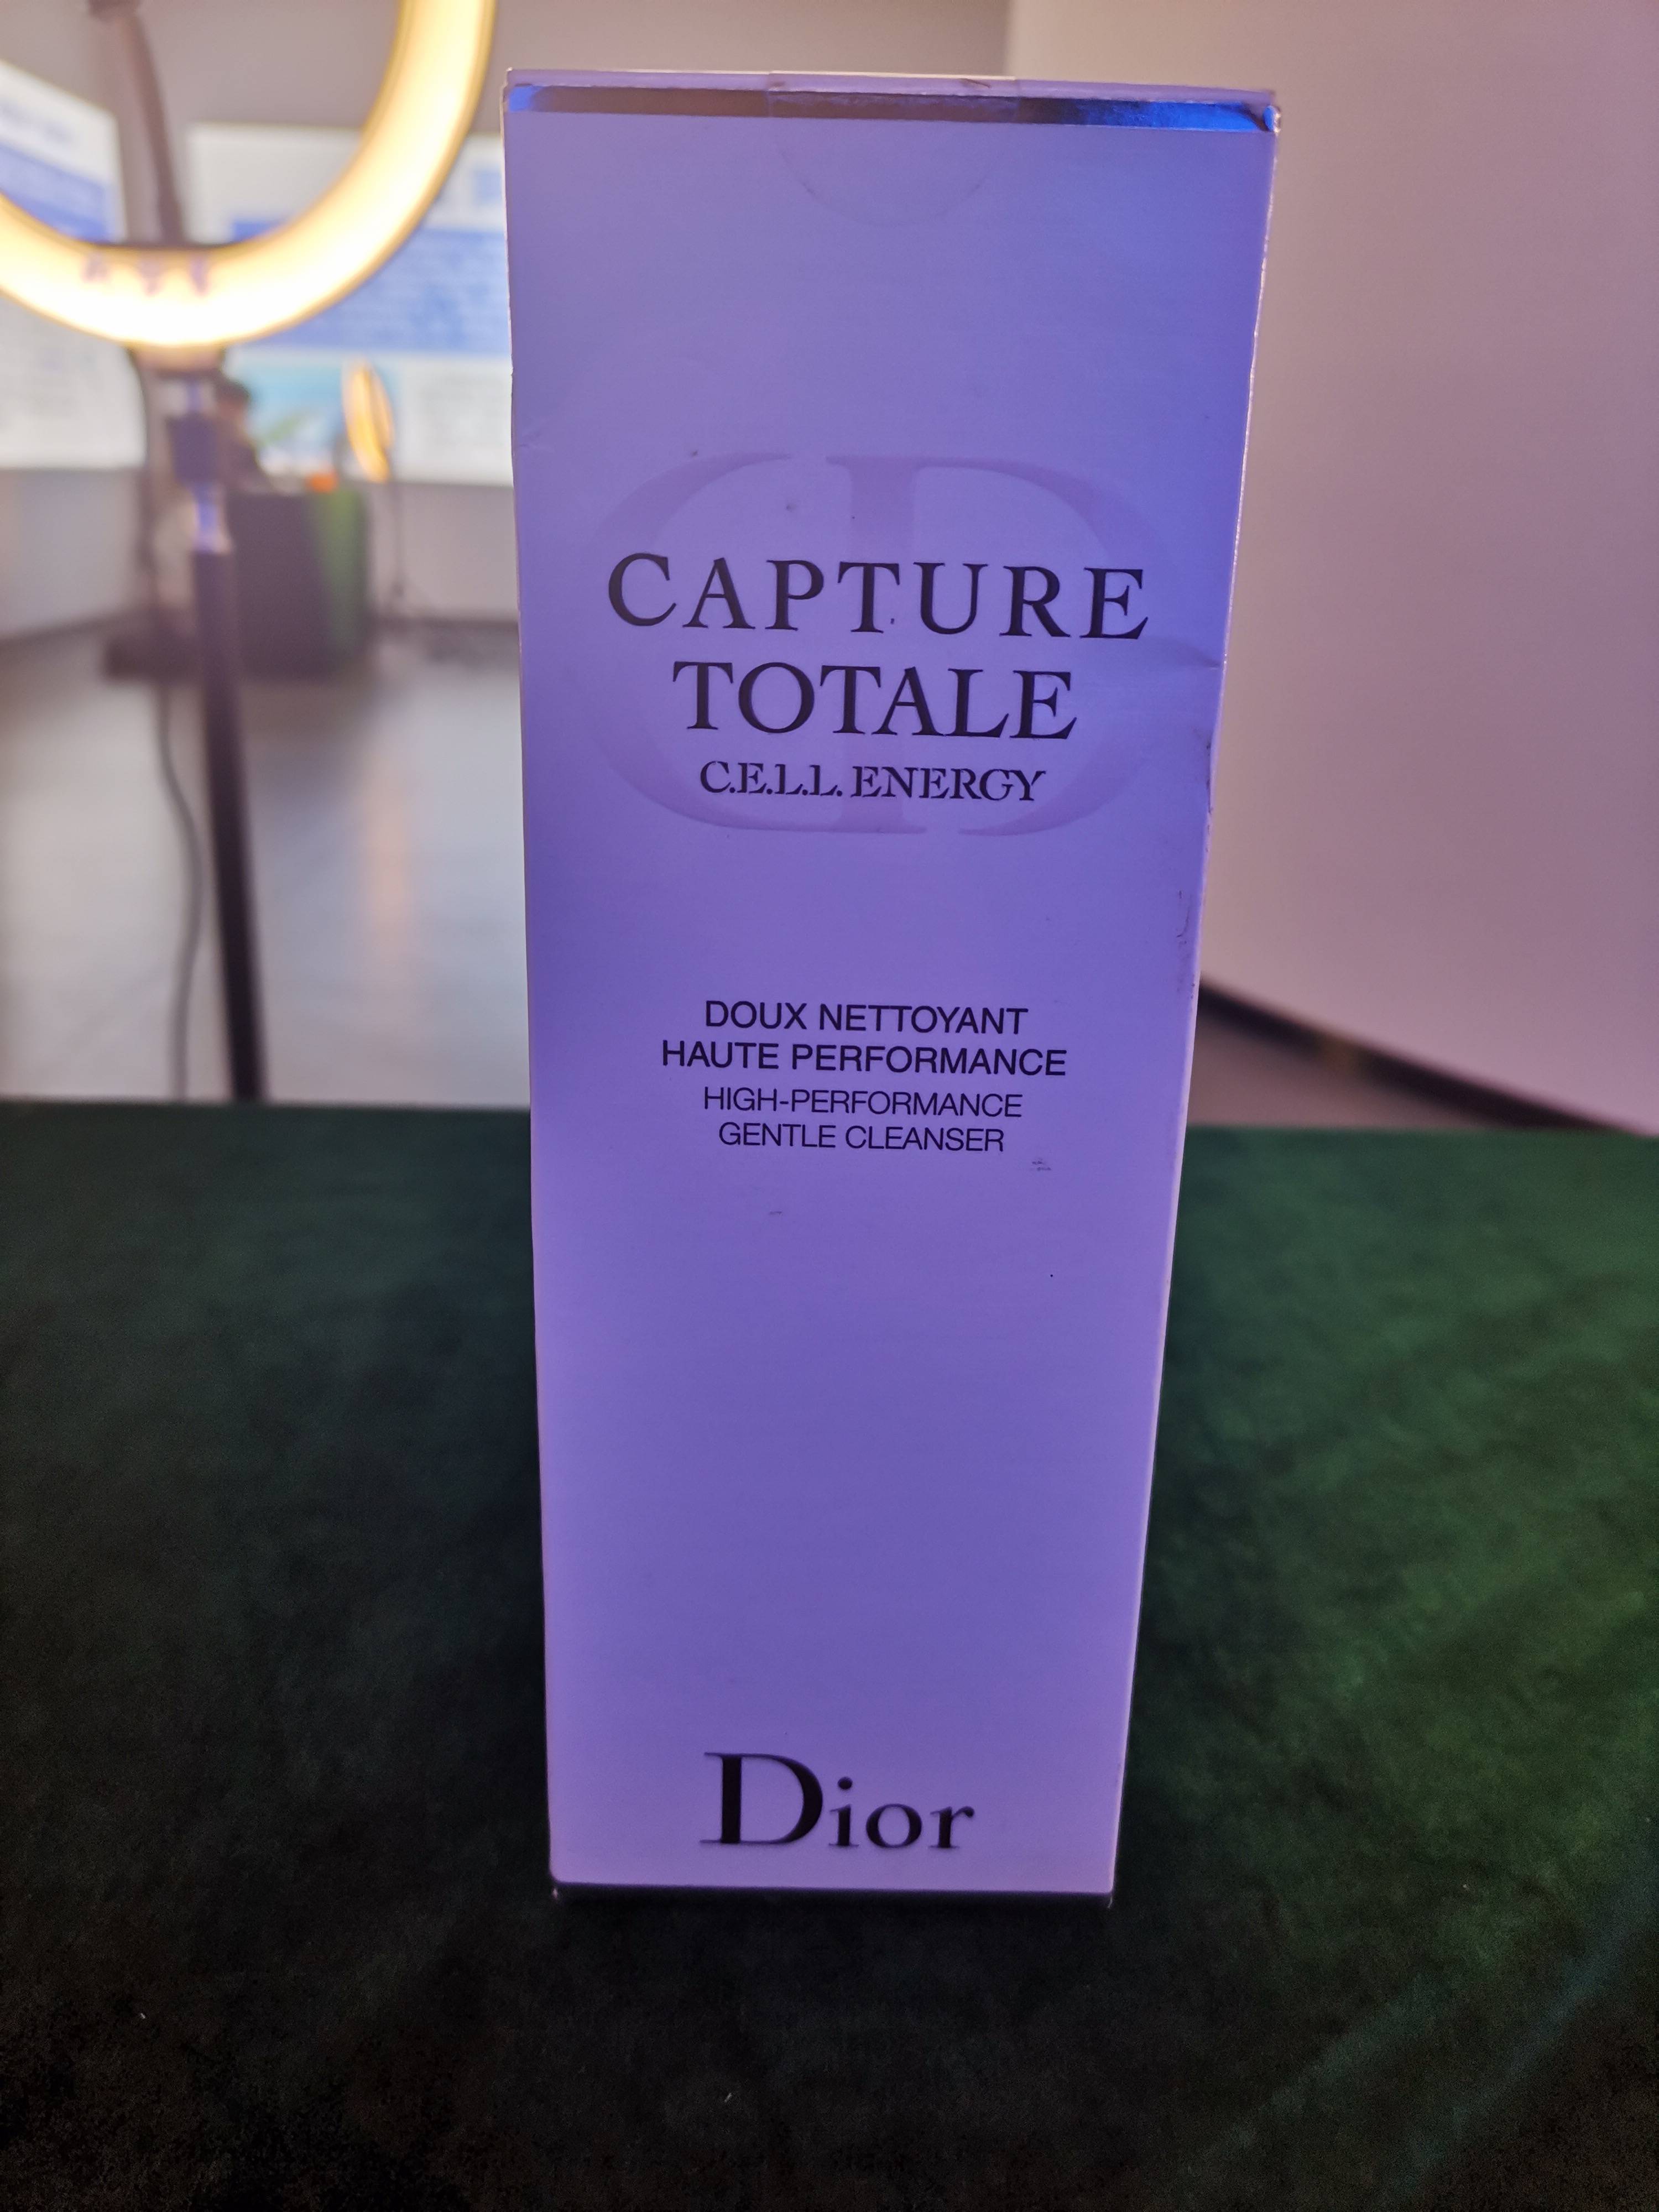 CAPTURE
TOTALE
C.E.L.L. ENERGY
DOUX NETTOYANT
HAUTE PERFORMANCE
HIGH-PERFORMANCE
GENTLE CLEANSER
Dior